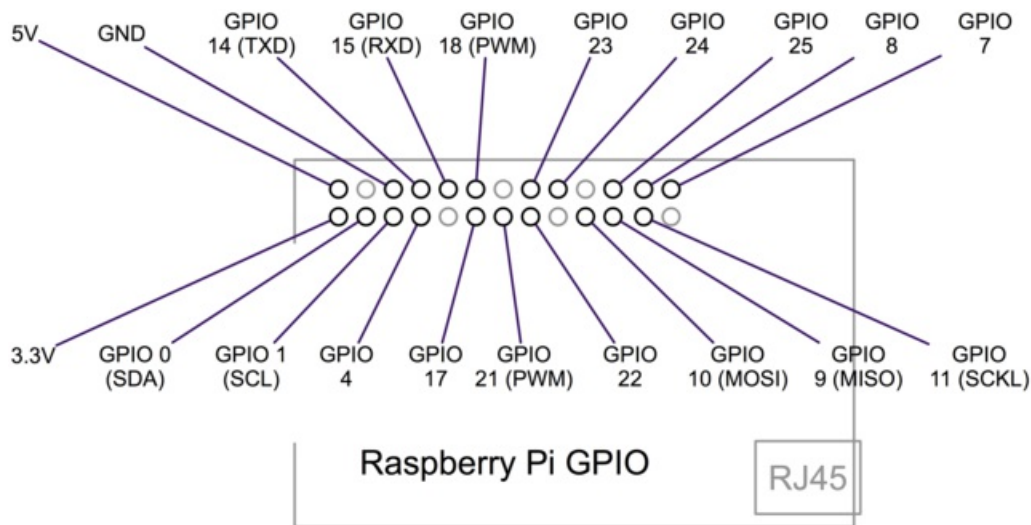 5V
GND
GPIO
14 (TXD)
GPIO
15 (RXD)
GPIO
18 (PWM)
GPIO
23
GPIO
24
GPIO
25
GPIO
8
GPIO
7
3.3V
GPIO 0
(SDA)
GPIO 1
(SCL)
GPIO
4
GPIO
17
GPIO
21 (PWM)
GPIO
22
GPIO
10 (MOSI)
GPIO
9 (MISO)
GPIO
11 (SCKL)
Raspberry Pi GPIO
RJ45